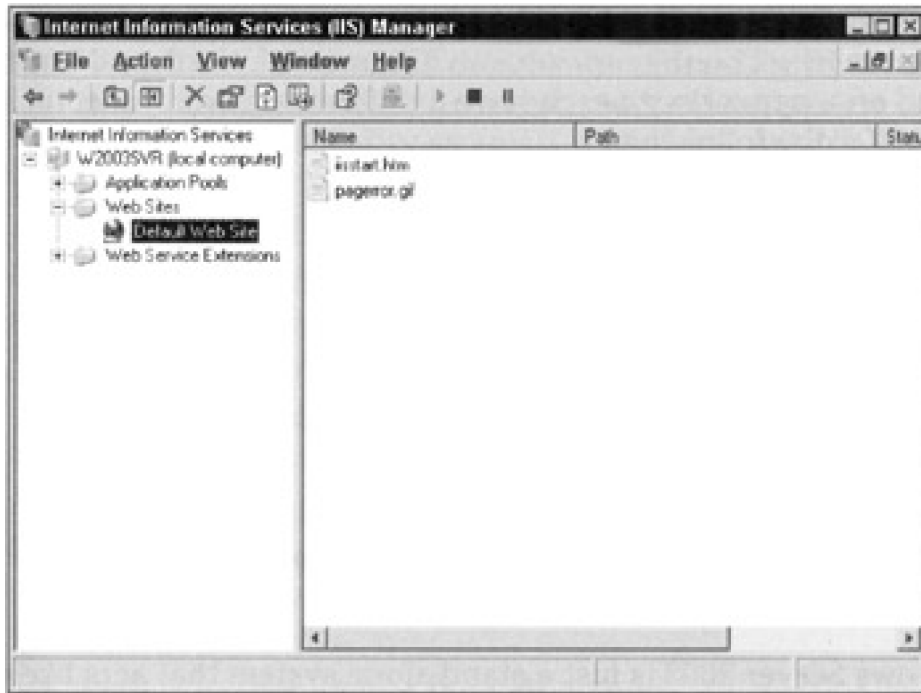 Internet Information Services (IIS) Manager
File Action View Window Help
Internet Information Services
W2003SVR (local computer)
Application Pools
Web Sites
Default Web Site
Web Service Extensions
Name Path Statu
iisstart.htm
pagerror.gif